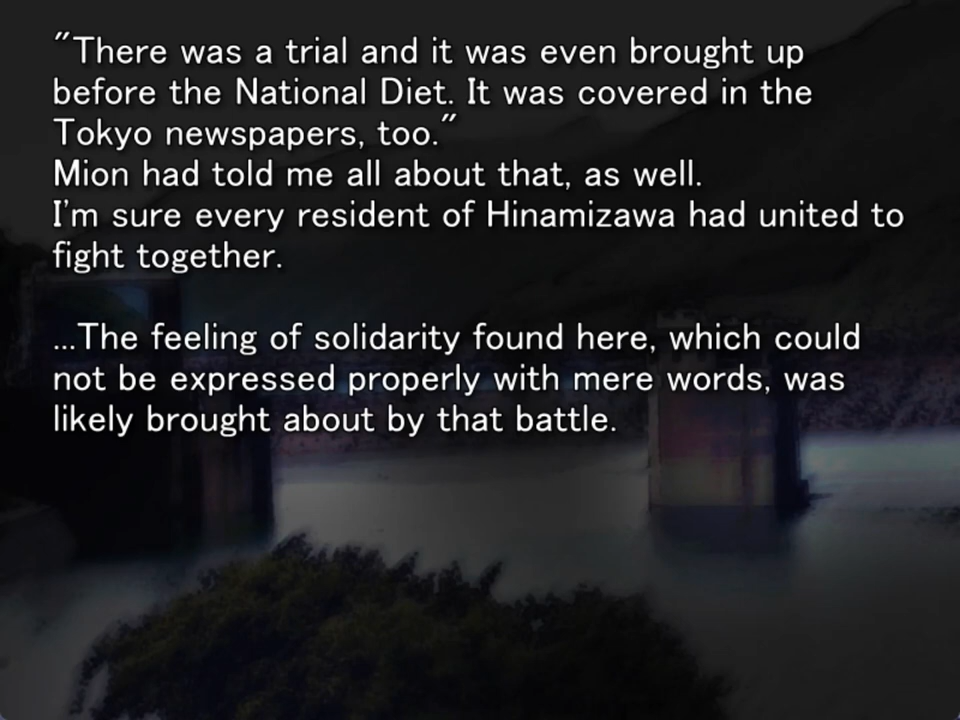 "There was a trial and it was even brought up
before the National Diet. It was covered in the
Tokyo newspapers, too."
Mion had told me all about that, as well.
I'm sure every resident of Hinamizawa had united to
fight together.
...The feeling of solidarity found here, which could
not be expressed properly with mere words, was
likely brought about by that battle.